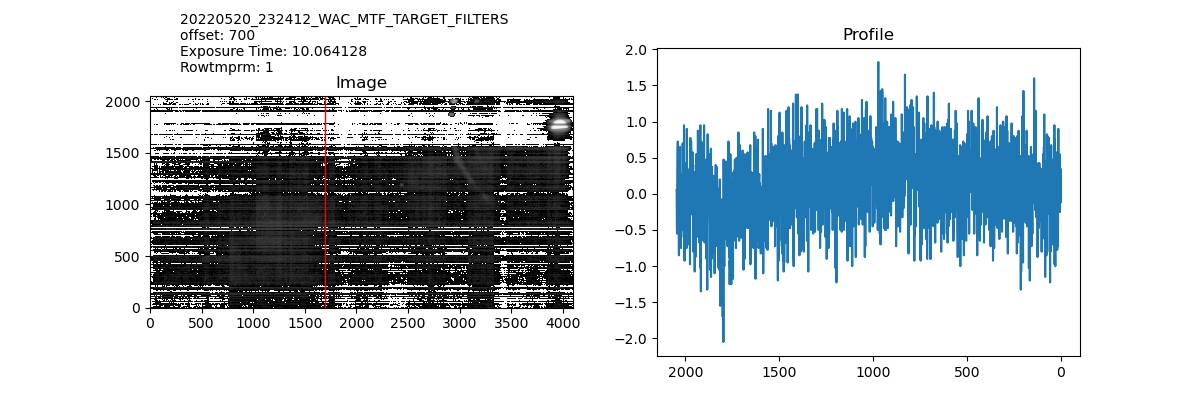 20220520_232412_WAC_MTF_TARGET_FILTERS
offset: 700
Exposure Time: 10.064128
Rowtmprm: 1
Image
2000
1500
1000
500
0
0 500 1000 1500 2000 2500 3000 3500 4000
Profile
2.0
1.5
1.0
0.5
0.0
−0.5
−1.0
−1.5
−2.0
2000 1500 1000 500 0